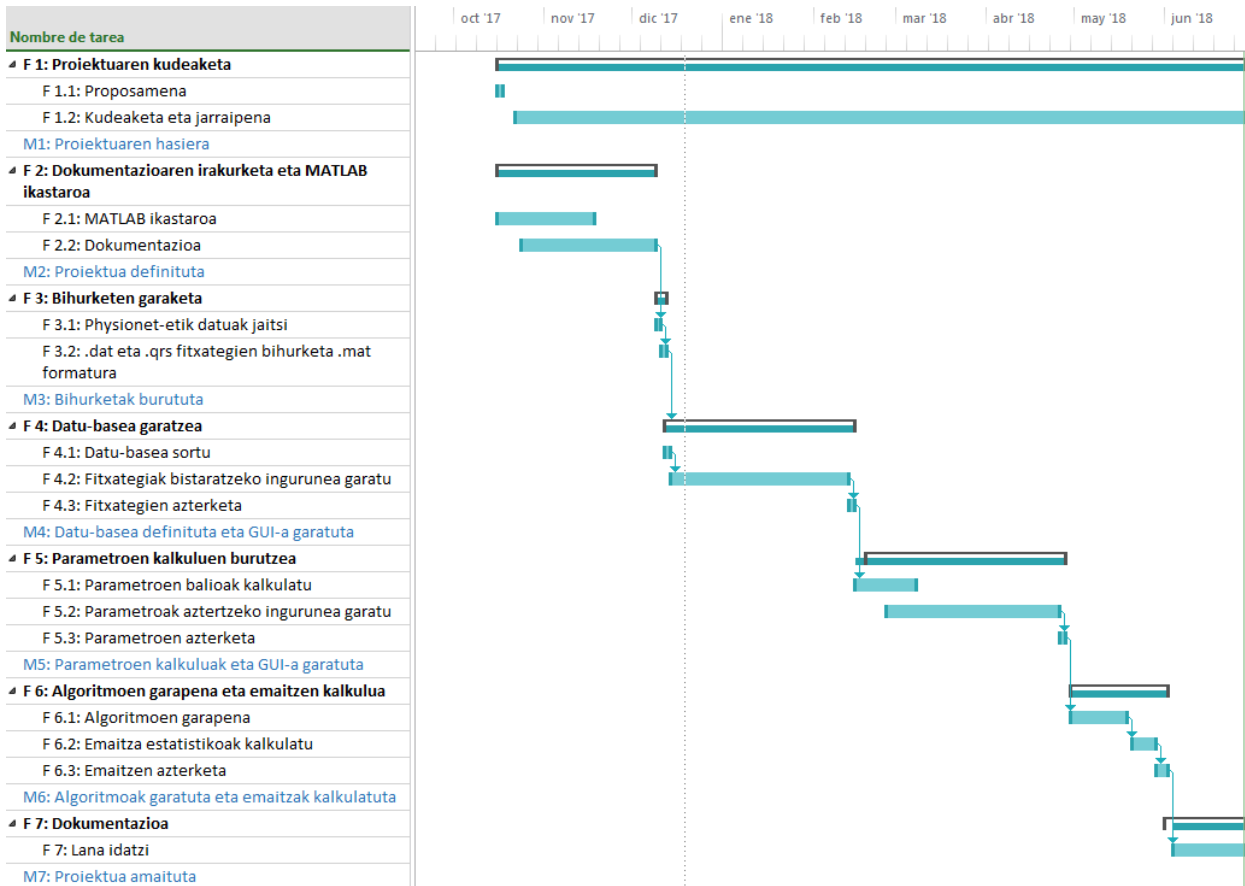 oct '17 nov '17 dic '17 ene '18 feb '18 mar '18 abr '18 may '18 jun '18
Nombre de tarea
F 1: Proiektuaren kudeaketa
F 1.1: Proposamena
F 1.2: Kudeaketa eta jarraipena
M1: Proiektuaren hasiera
F 2: Dokumentazioaren irakurketa eta MATLAB
ikastaroa
F 2.1: MATLAB ikastaroa
F 2.2: Dokumentazioa
M2: Proiektua definituta
F 3: Bihurketen garaketa
F 3.1: Physionet-etik datuak jaitsi
F 3.2: .dat eta .qrs fitxategien bihurketa .mat
formatura
M3: Bihurketak burututa
F 4: Datu-basea garatzea
F 4.1: Datu-basea sortu
F 4.2: Fitxategiak bistaratzeko ingurunea garatu
F 4.3: Fitxategien azterketa
M4: Datu-basea definituta eta GUI-a garatuta
F 5: Parametroen kalkuluen burutzea
F 5.1: Parametroen balioak kalkulatu
F 5.2: Parametroak aztertzeko ingurunea garatu
F 5.3: Parametroen azterketa
M5: Parametroen kalkuluak eta GUI-a garatuta
F 6: Algoritmoen garapena eta emaitzen kalkulua
F 6.1: Algoritmoen garapena
F 6.2: Emaitza estatistikoak kalkulatu
F 6.3: Emaitzen azterketa
M6: Algoritmoak garatuta eta emaitzak kalkulatuta
F 7: Dokumentazioa
F 7: Lana idatzi
M7: Proiektua amaituta